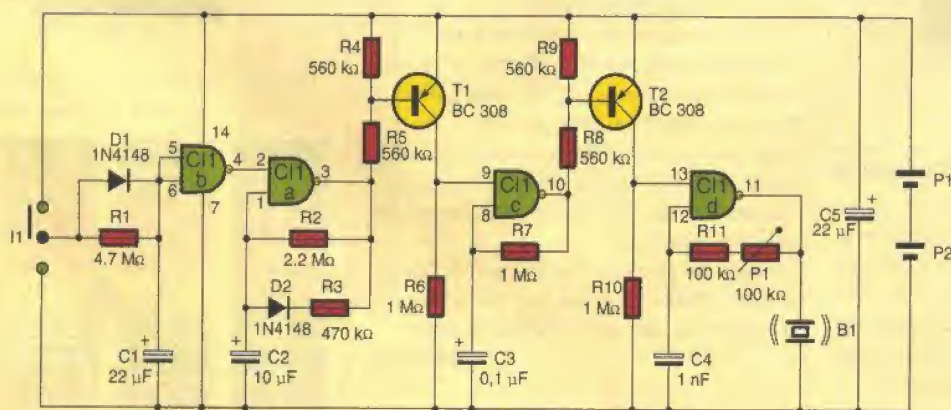 R4
560 kΩ
R9
560 kΩ
T1
BC 308
T2
BC 308
R5
560 kΩ
R8
560 kΩ
D1
1N4148
14
5
6
CI1
b
4
7
2
1
CI1
a
3
9
8
CI1
c
10
13
12
CI1
d
11
I1
R1
4.7 MΩ
R2
2.2 MΩ
D2
1N4148
R3
470 kΩ
R6
1 MΩ
R7
1 MΩ
R10
1 MΩ
R11
100 kΩ
P1
100 kΩ
C5
22 µF
+
P1
P2
B1
+
C1
22 µF
+
C2
10 µF
+
C3
0,1 µF
C4
1 nF